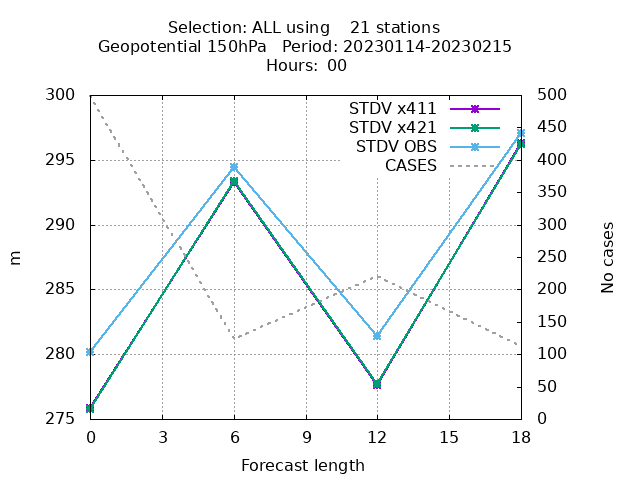 Selection: ALL using    21 stations
Geopotential 150hPa   Period: 20230114-20230215
Hours: 00
300
295
290
285
280
275
500
450
400
350
300
250
200
150
100
50
0
STDV x411
STDV x421
STDV OBS
CASES
m
No cases
0 3 6 9 12 15 18
Forecast length